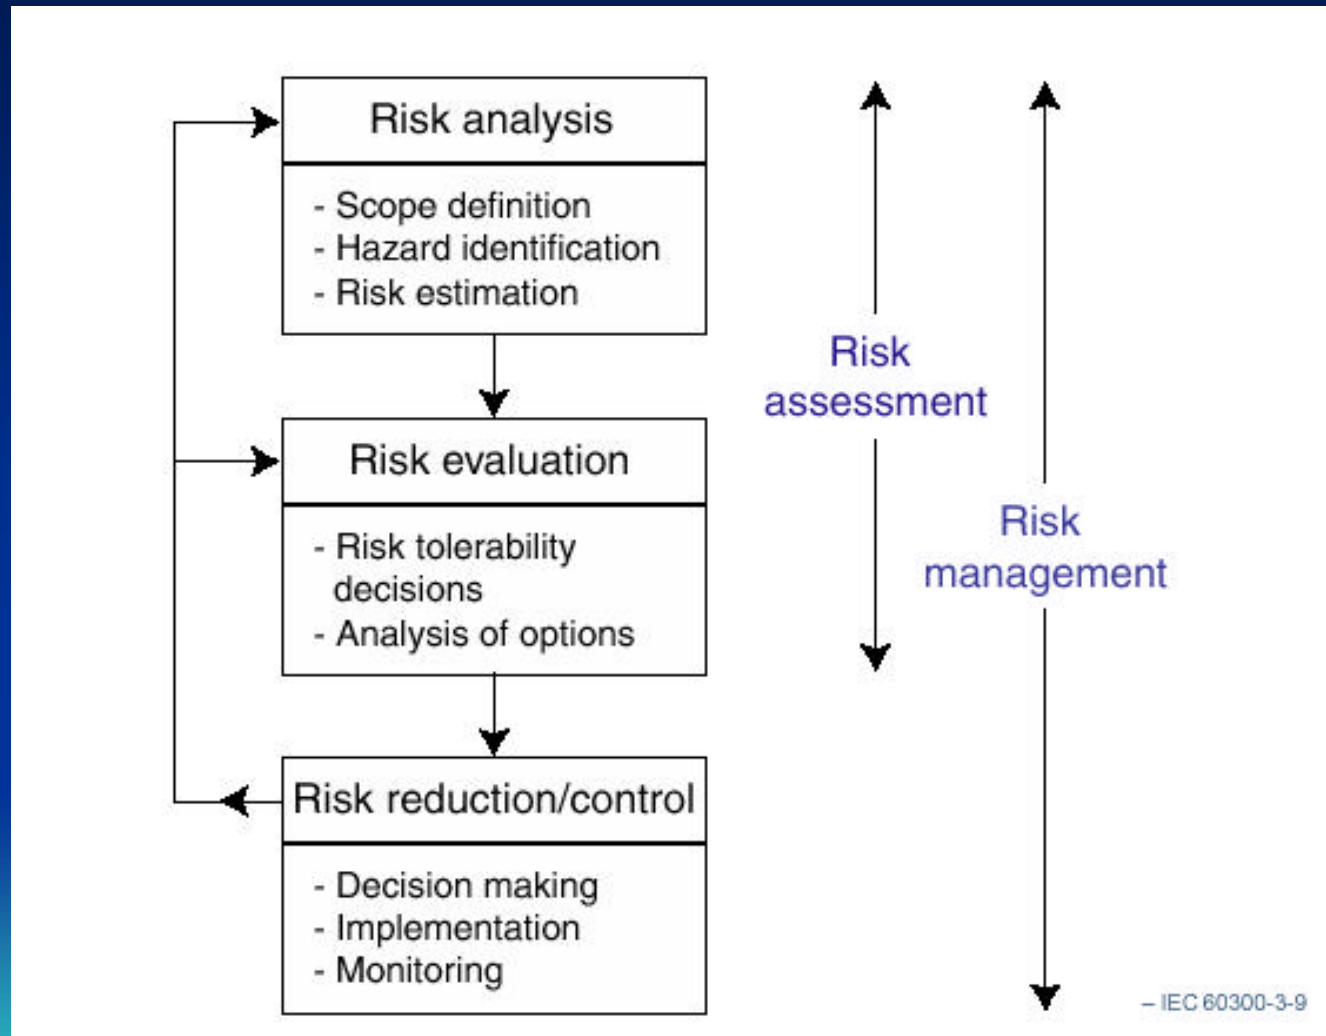 Risk analysis
- Scope definition
- Hazard identification
- Risk estimation
Risk evaluation
- Risk tolerability
decisions
- Analysis of options
Risk reduction/control
- Decision making
- Implementation
- Monitoring
Risk
assessment
Risk
management
– IEC 60300-3-9